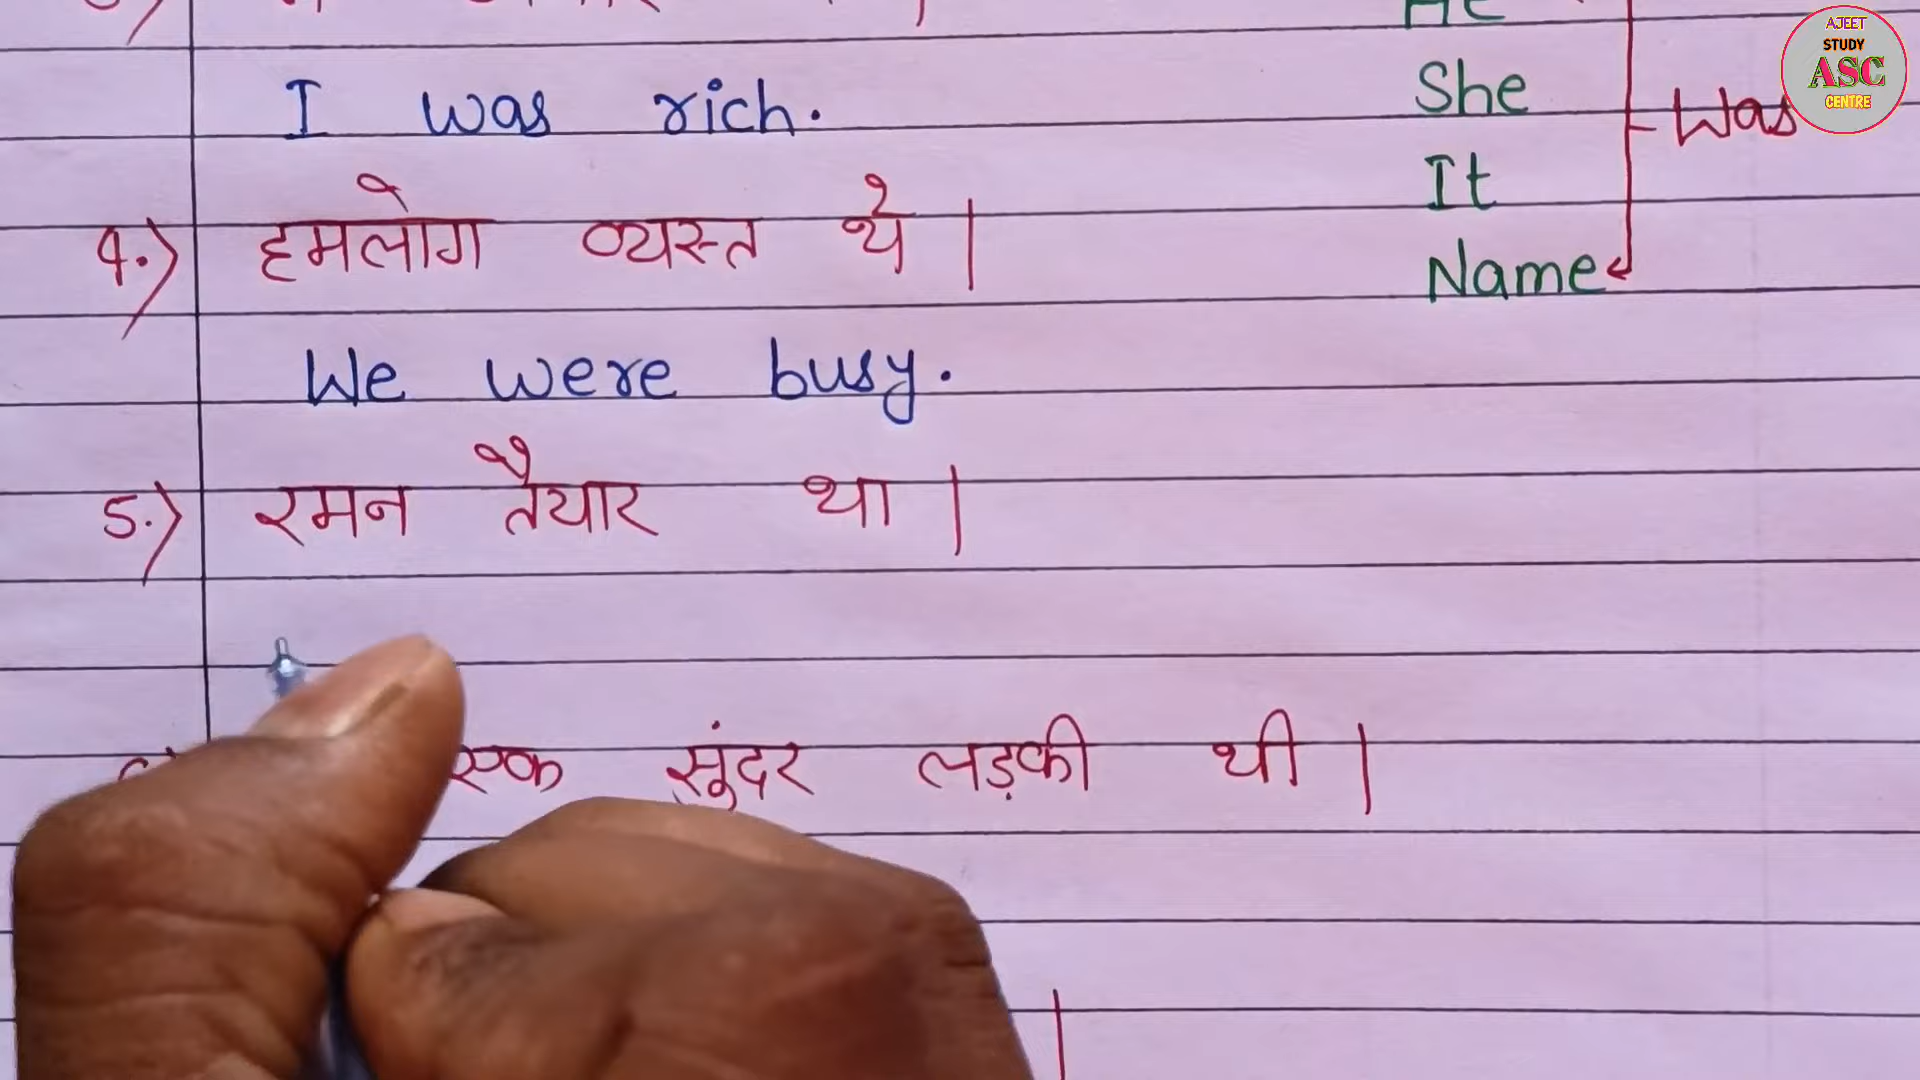 He
I was rich.
She
Was
It
Name
4.) हमलोग व्यस्त थे |
We were busy.
5.) रमन तैयार था |
एक सुंदर लड़की थी |
AJEET
STUDY
ASC
CENTRE